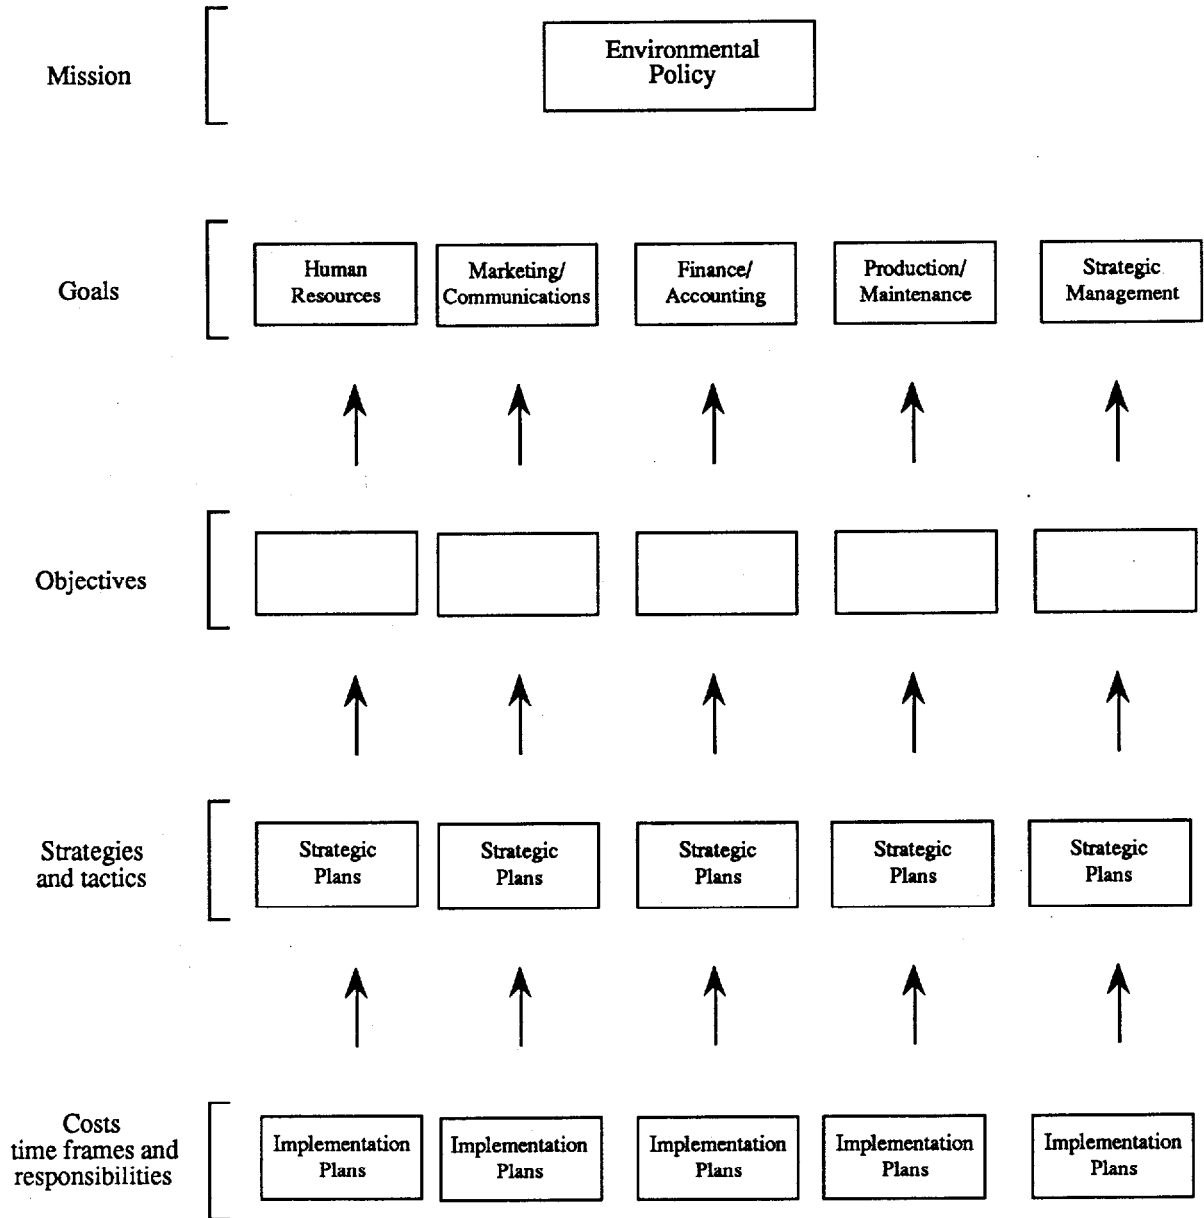 Mission
Environmental
Policy
Goals
Human
Resources
Marketing/
Communications
Finance/
Accounting
Production/
Maintenance
Strategic
Management
Objectives
Strategies
and tactics
Strategic
Plans
Strategic
Plans
Strategic
Plans
Strategic
Plans
Strategic
Plans
Costs
time frames and
responsibilities
Implementation
Plans
Implementation
Plans
Implementation
Plans
Implementation
Plans
Implementation
Plans